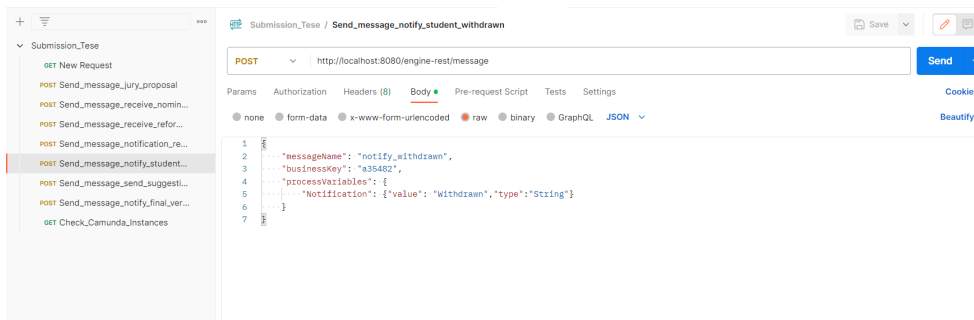 Submission_Tese / Send_message_notify_student_withdrawn
Save
Submission_Tese
GET New Request
POST Send_message_jury_proposal
POST Send_message_receive_nomin...
POST Send_message_receive_refor...
POST Send_message_notification_re...
POST Send_message_notify_student...
POST Send_message_send_suggesti...
POST Send_message_notify_final_ver...
GET Check_Camunda_Instances
POST http://localhost:8080/engine-rest/message Send
Params Authorization Headers (8) Body Pre-request Script Tests Settings Cookie
none form-data x-www-form-urlencoded raw binary GraphQL JSON Beautify
1 {
2 "messageName": "notify_withdrawn",
3 "businessKey": "a35482",
4 "processVariables": {
5 "Notification": {"value": "Withdrawn","type":"String"}
6 }
7 }